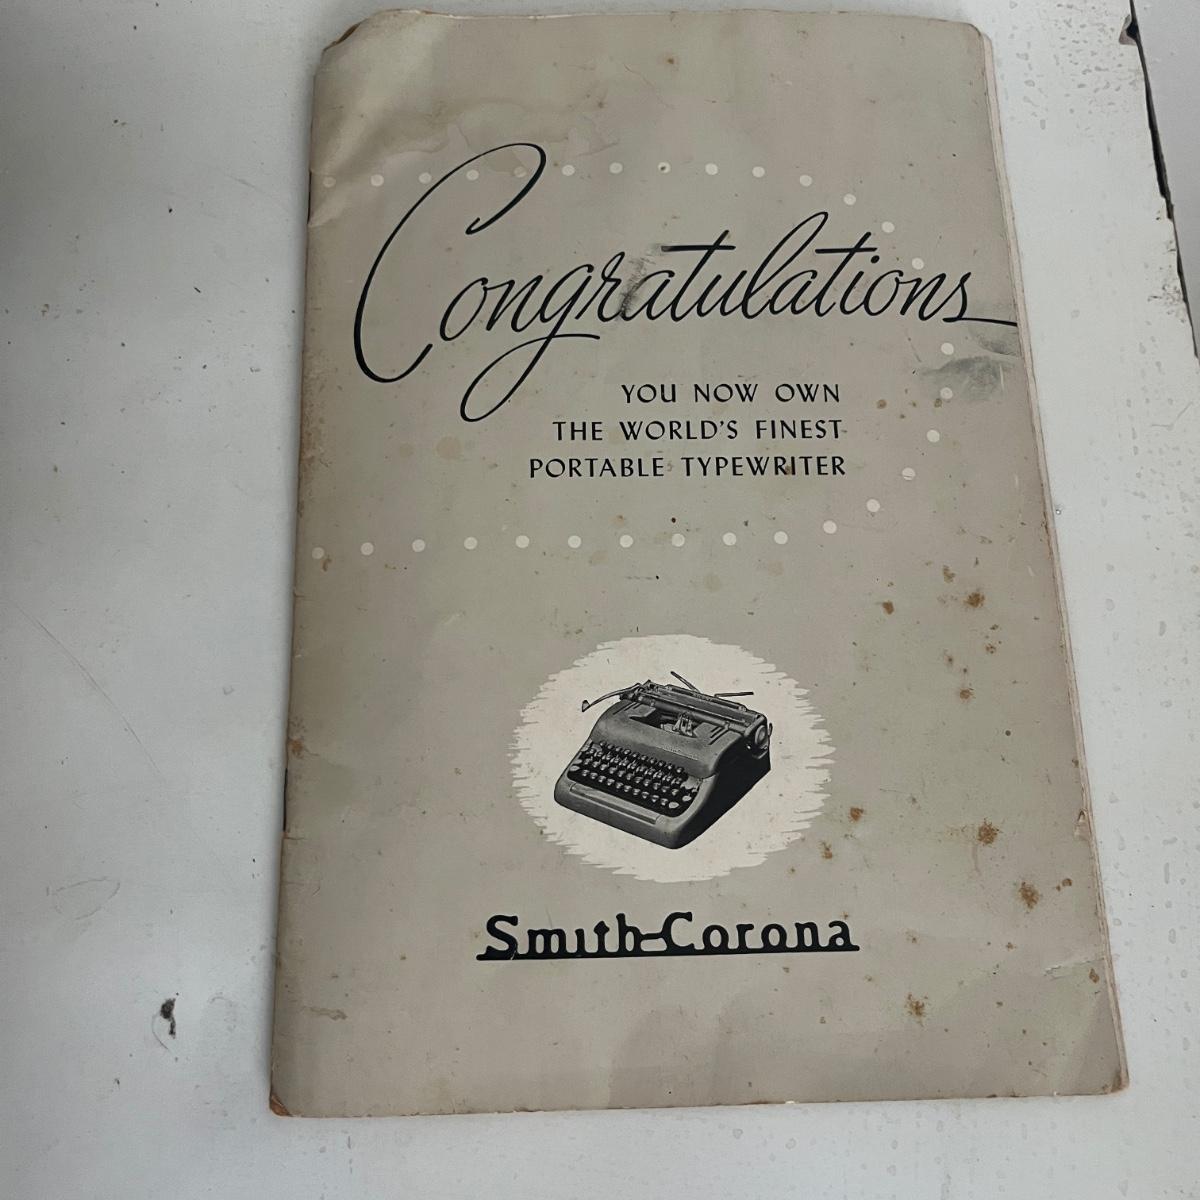 Congratulations
YOU NOW OWN
THE WORLD'S FINEST
PORTABLE TYPEWRITER
Smith-Corona